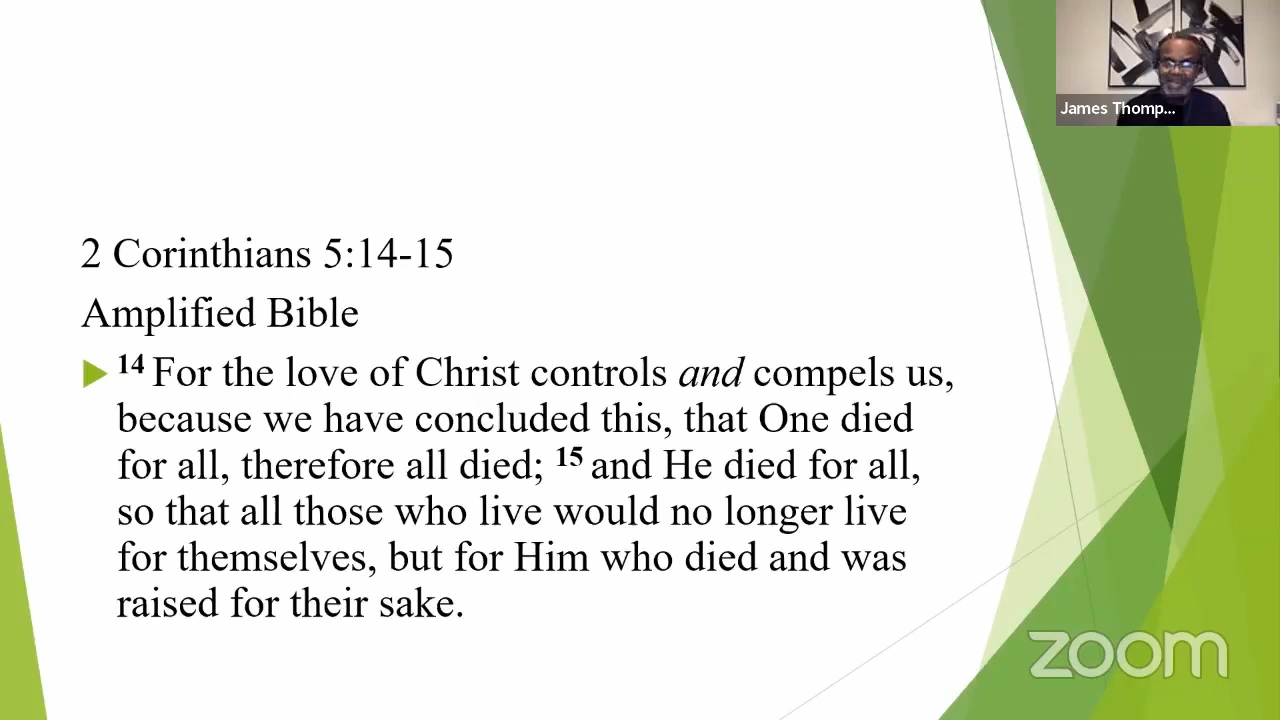 James Thomp...
2 Corinthians 5:14-15
Amplified Bible
14 For the love of Christ controls and compels us,
because we have concluded this, that One died
for all, therefore all died; 15 and He died for all,
so that all those who live would no longer live
for themselves, but for Him who died and was
raised for their sake.
zoom